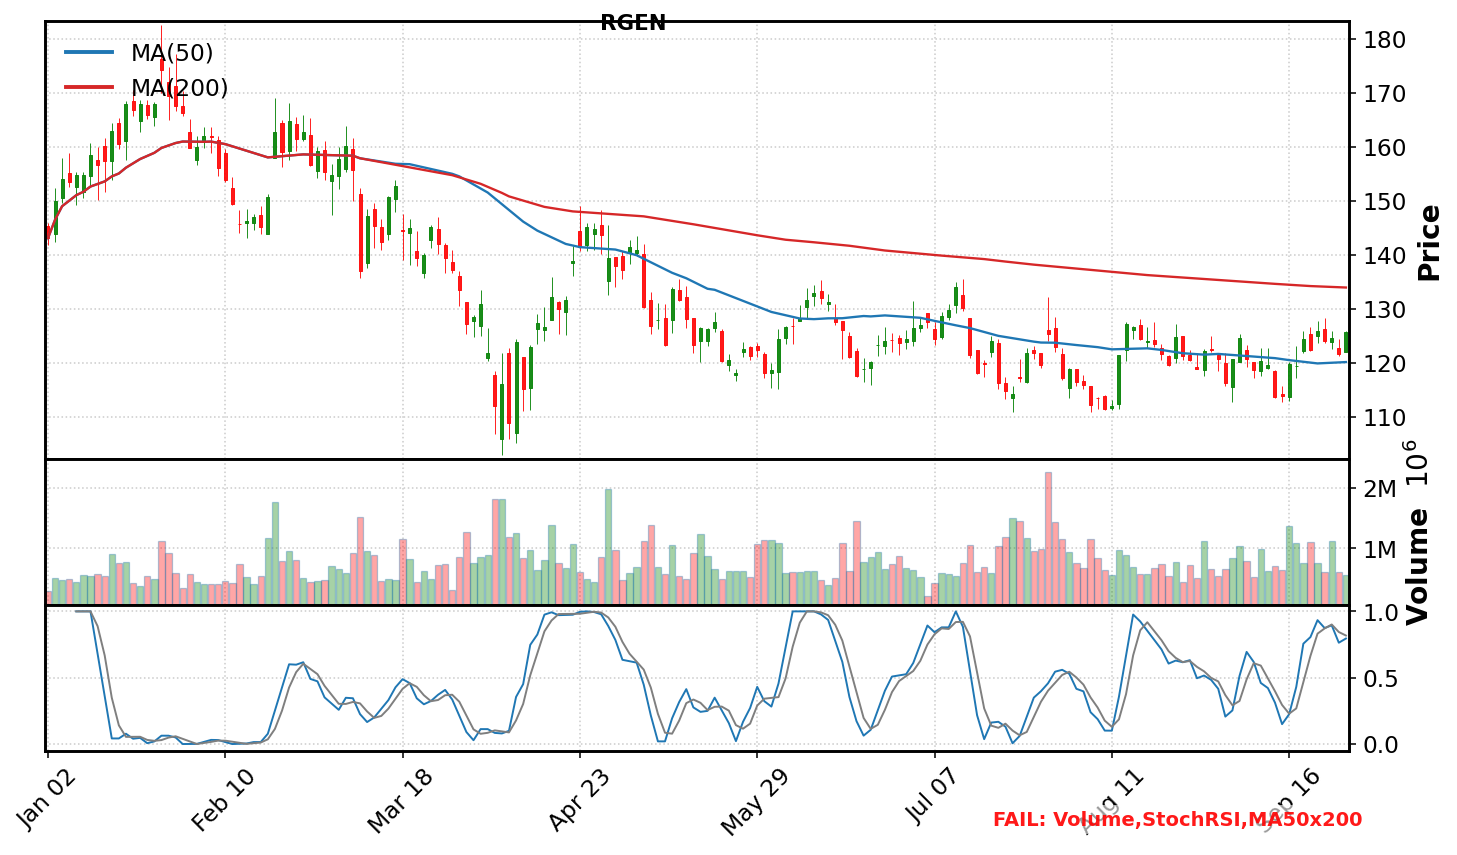 RGEN
MA(50)
MA(200)
180
170
160
150
140
130
120
110
Price
2M
1M
Volume 10⁶
1.0
0.5
0.0
Jan 02
Feb 10
Mar 18
Apr 23
May 29
Jul 07
Aug 11
Sep 16
FAIL: Volume,StochRSI,MA50x200